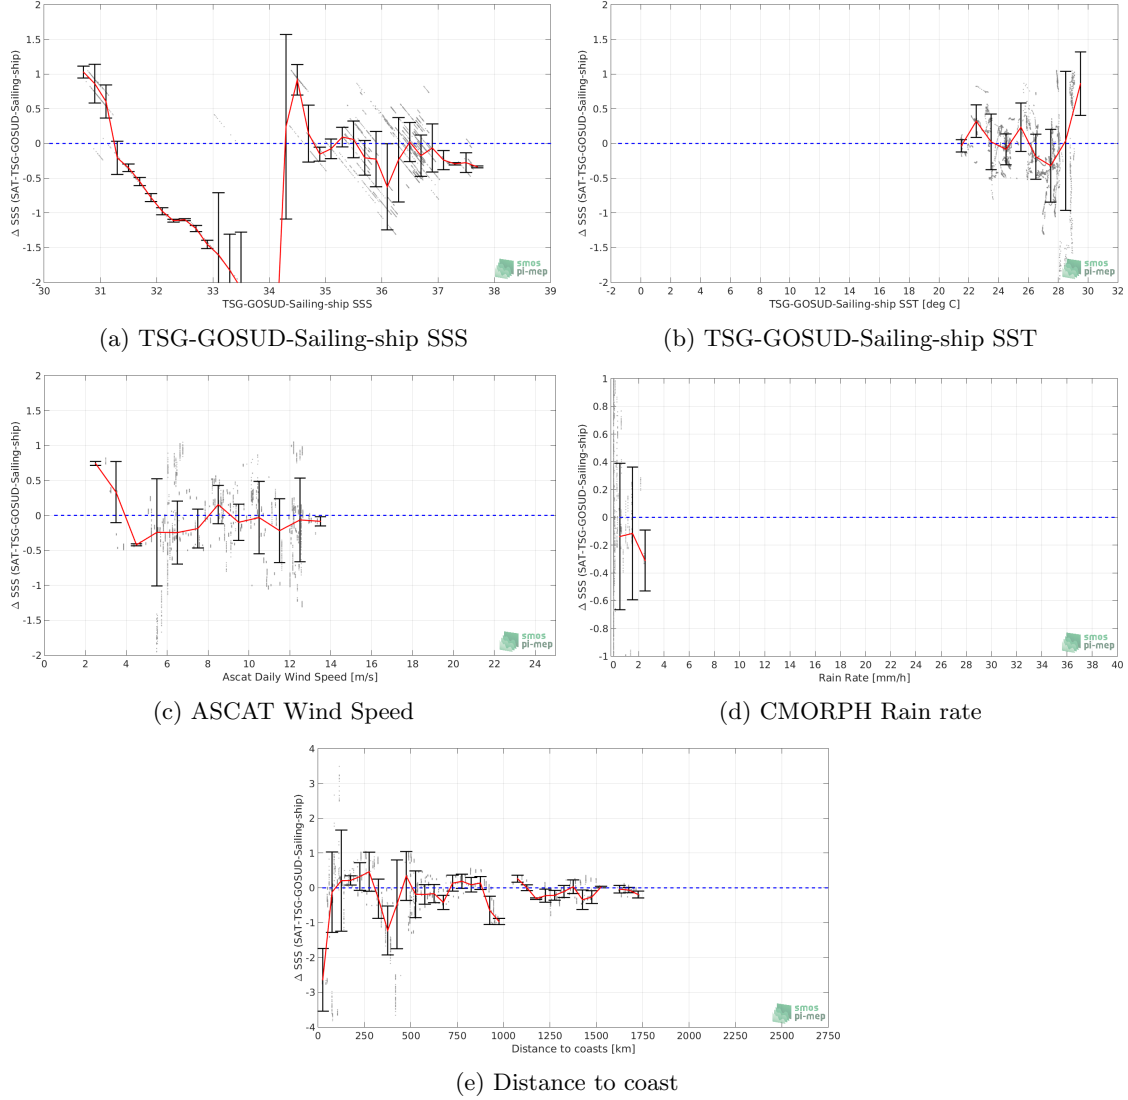 2
1.5
1
0.5
0
-0.5
-1
-1.5
-2
30 31 32 33 34 35 36 37 38 39
Δ SSS (SAT-TSG-GOSUD-Sailing-ship)
TSG-GOSUD-Sailing-ship SSS
smos
pi-mep
(a) TSG-GOSUD-Sailing-ship SSS
2
1.5
1
0.5
0
-0.5
-1
-1.5
-2
-2 0 2 4 6 8 10 12 14 16 18 20 22 24 26 28 30 32
Δ SSS (SAT-TSG-GOSUD-Sailing-ship)
TSG-GOSUD-Sailing-ship SST [deg C]
smos
pi-mep
(b) TSG-GOSUD-Sailing-ship SST
2
1.5
1
0.5
0
-0.5
-1
-1.5
-2
0 2 4 6 8 10 12 14 16 18 20 22 24
Δ SSS (SAT-TSG-GOSUD-Sailing-ship)
Ascat Daily Wind Speed [m/s]
smos
pi-mep
(c) ASCAT Wind Speed
1
0.8
0.6
0.4
0.2
0
-0.2
-0.4
-0.6
-0.8
-1
0 2 4 6 8 10 12 14 16 18 20 22 24 26 28 30 32 34 36 38 40
Δ SSS (SAT-TSG-GOSUD-Sailing-ship)
Rain Rate [mm/h]
smos
pi-mep
(d) CMORPH Rain rate
4
3
2
1
0
-1
-2
-3
-4
0 250 500 750 1000 1250 1500 1750 2000 2250 2500 2750
Δ SSS (SAT-TSG-GOSUD-Sailing-ship)
Distance to coasts [km]
smos
pi-mep
(e) Distance to coast